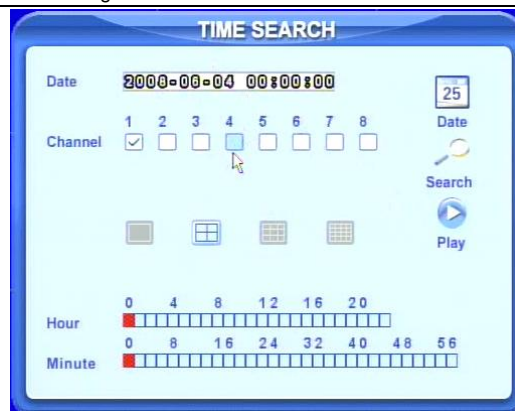 TIME SEARCH
Date 2008-06-04 00:00:00
25
Date
1 2 3 4 5 6 7 8
Channel
Search
Play
0 4 8 12 16 20
Hour
0 8 16 24 32 40 48 56
Minute